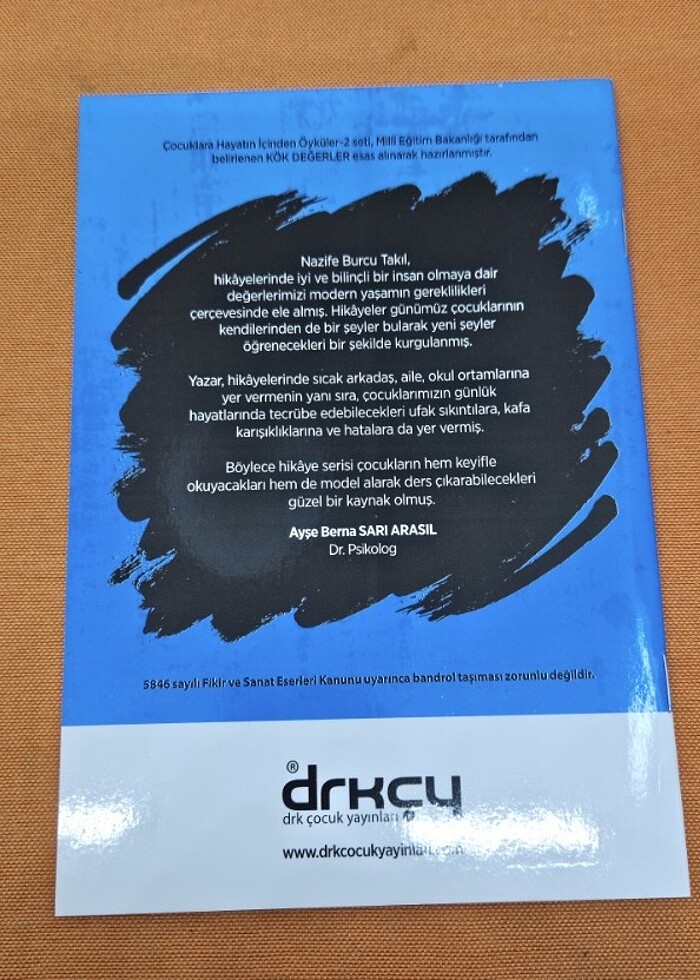 Çocuklara Hayatın İçinden Öyküler-2 seti, Milli Eğitim Bakanlığı tarafından
belirlenen KÖK DEĞERLER esas alınarak hazırlanmıştır.
Nazife Burcu Takıl,
hikâyelerinde iyi ve bilinçli bir insan olmaya dair
değerlerimizi modern yaşamın gereklilikleri
çerçevesinde ele almış. Hikâyeler günümüz çocuklarının
kendilerinden de bir şeyler bularak yeni şeyler
öğrenecekleri bir şekilde kurgulanmış.
Yazar, hikâyelerinde sıcak arkadaş, aile, okul ortamlarına
yer vermenin yanı sıra, çocuklarımızın günlük
hayatlarında tecrübe edebilecekleri ufak sıkıntılara, kafa
karışıklıklarına ve hatalara da yer vermiş.
Böylece hikâye serisi çocukların hem keyifle
okuyacakları hem de model alarak ders çıkarabilecekleri
güzel bir kaynak olmuş.
Ayşe Berna SARI ARASIL
Dr. Psikolog
5846 sayılı Fikir ve Sanat Eserleri Kanunu uyarınca bandrol taşıması zorunlu değildir.
®
drkçy
drk çocuk yayınları
www.drkcocukyayinlari.com